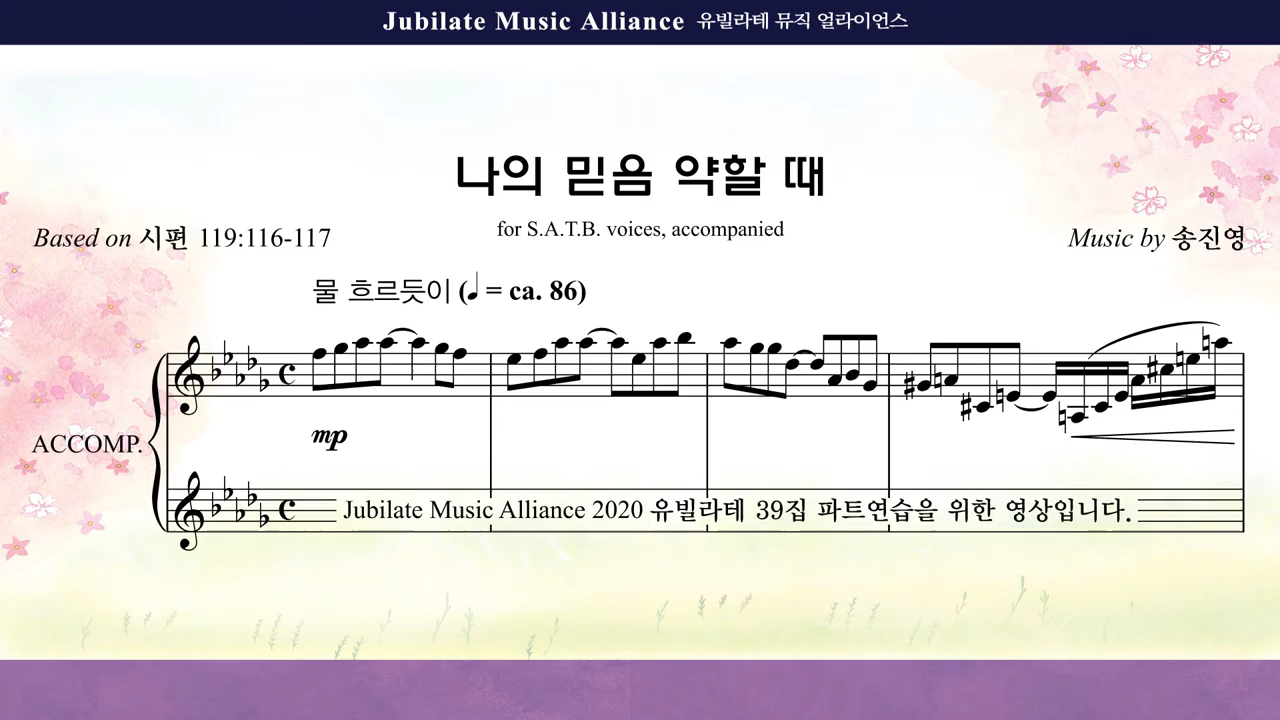 Jubilate Music Alliance 유빌라테 뮤직 얼라이언스
나의 믿음 약할 때
for S.A.T.B. voices, accompanied
Based on 시편 119:116-117
Music by 송진영
물 흐르듯이 (♩ = ca. 86)
mp
ACCOMP.
Jubilate Music Alliance 2020 유빌라테 39집 파트연습을 위한 영상입니다.